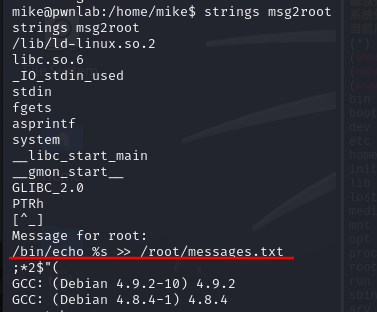 mike@pwnlab:/home/mike$ strings msg2root
strings msg2root
/lib/ld-linux.so.2
libc.so.6
_IO_stdin_used
stdin
fgets
asprintf
system
__libc_start_main
__gmon_start__
GLIBC_2.0
PTRh
[^_]
Message for root:
/bin/echo %s >> /root/messages.txt
;*2$"(
GCC: (Debian 4.9.2-10) 4.9.2
GCC: (Debian 4.8.4-1) 4.8.4